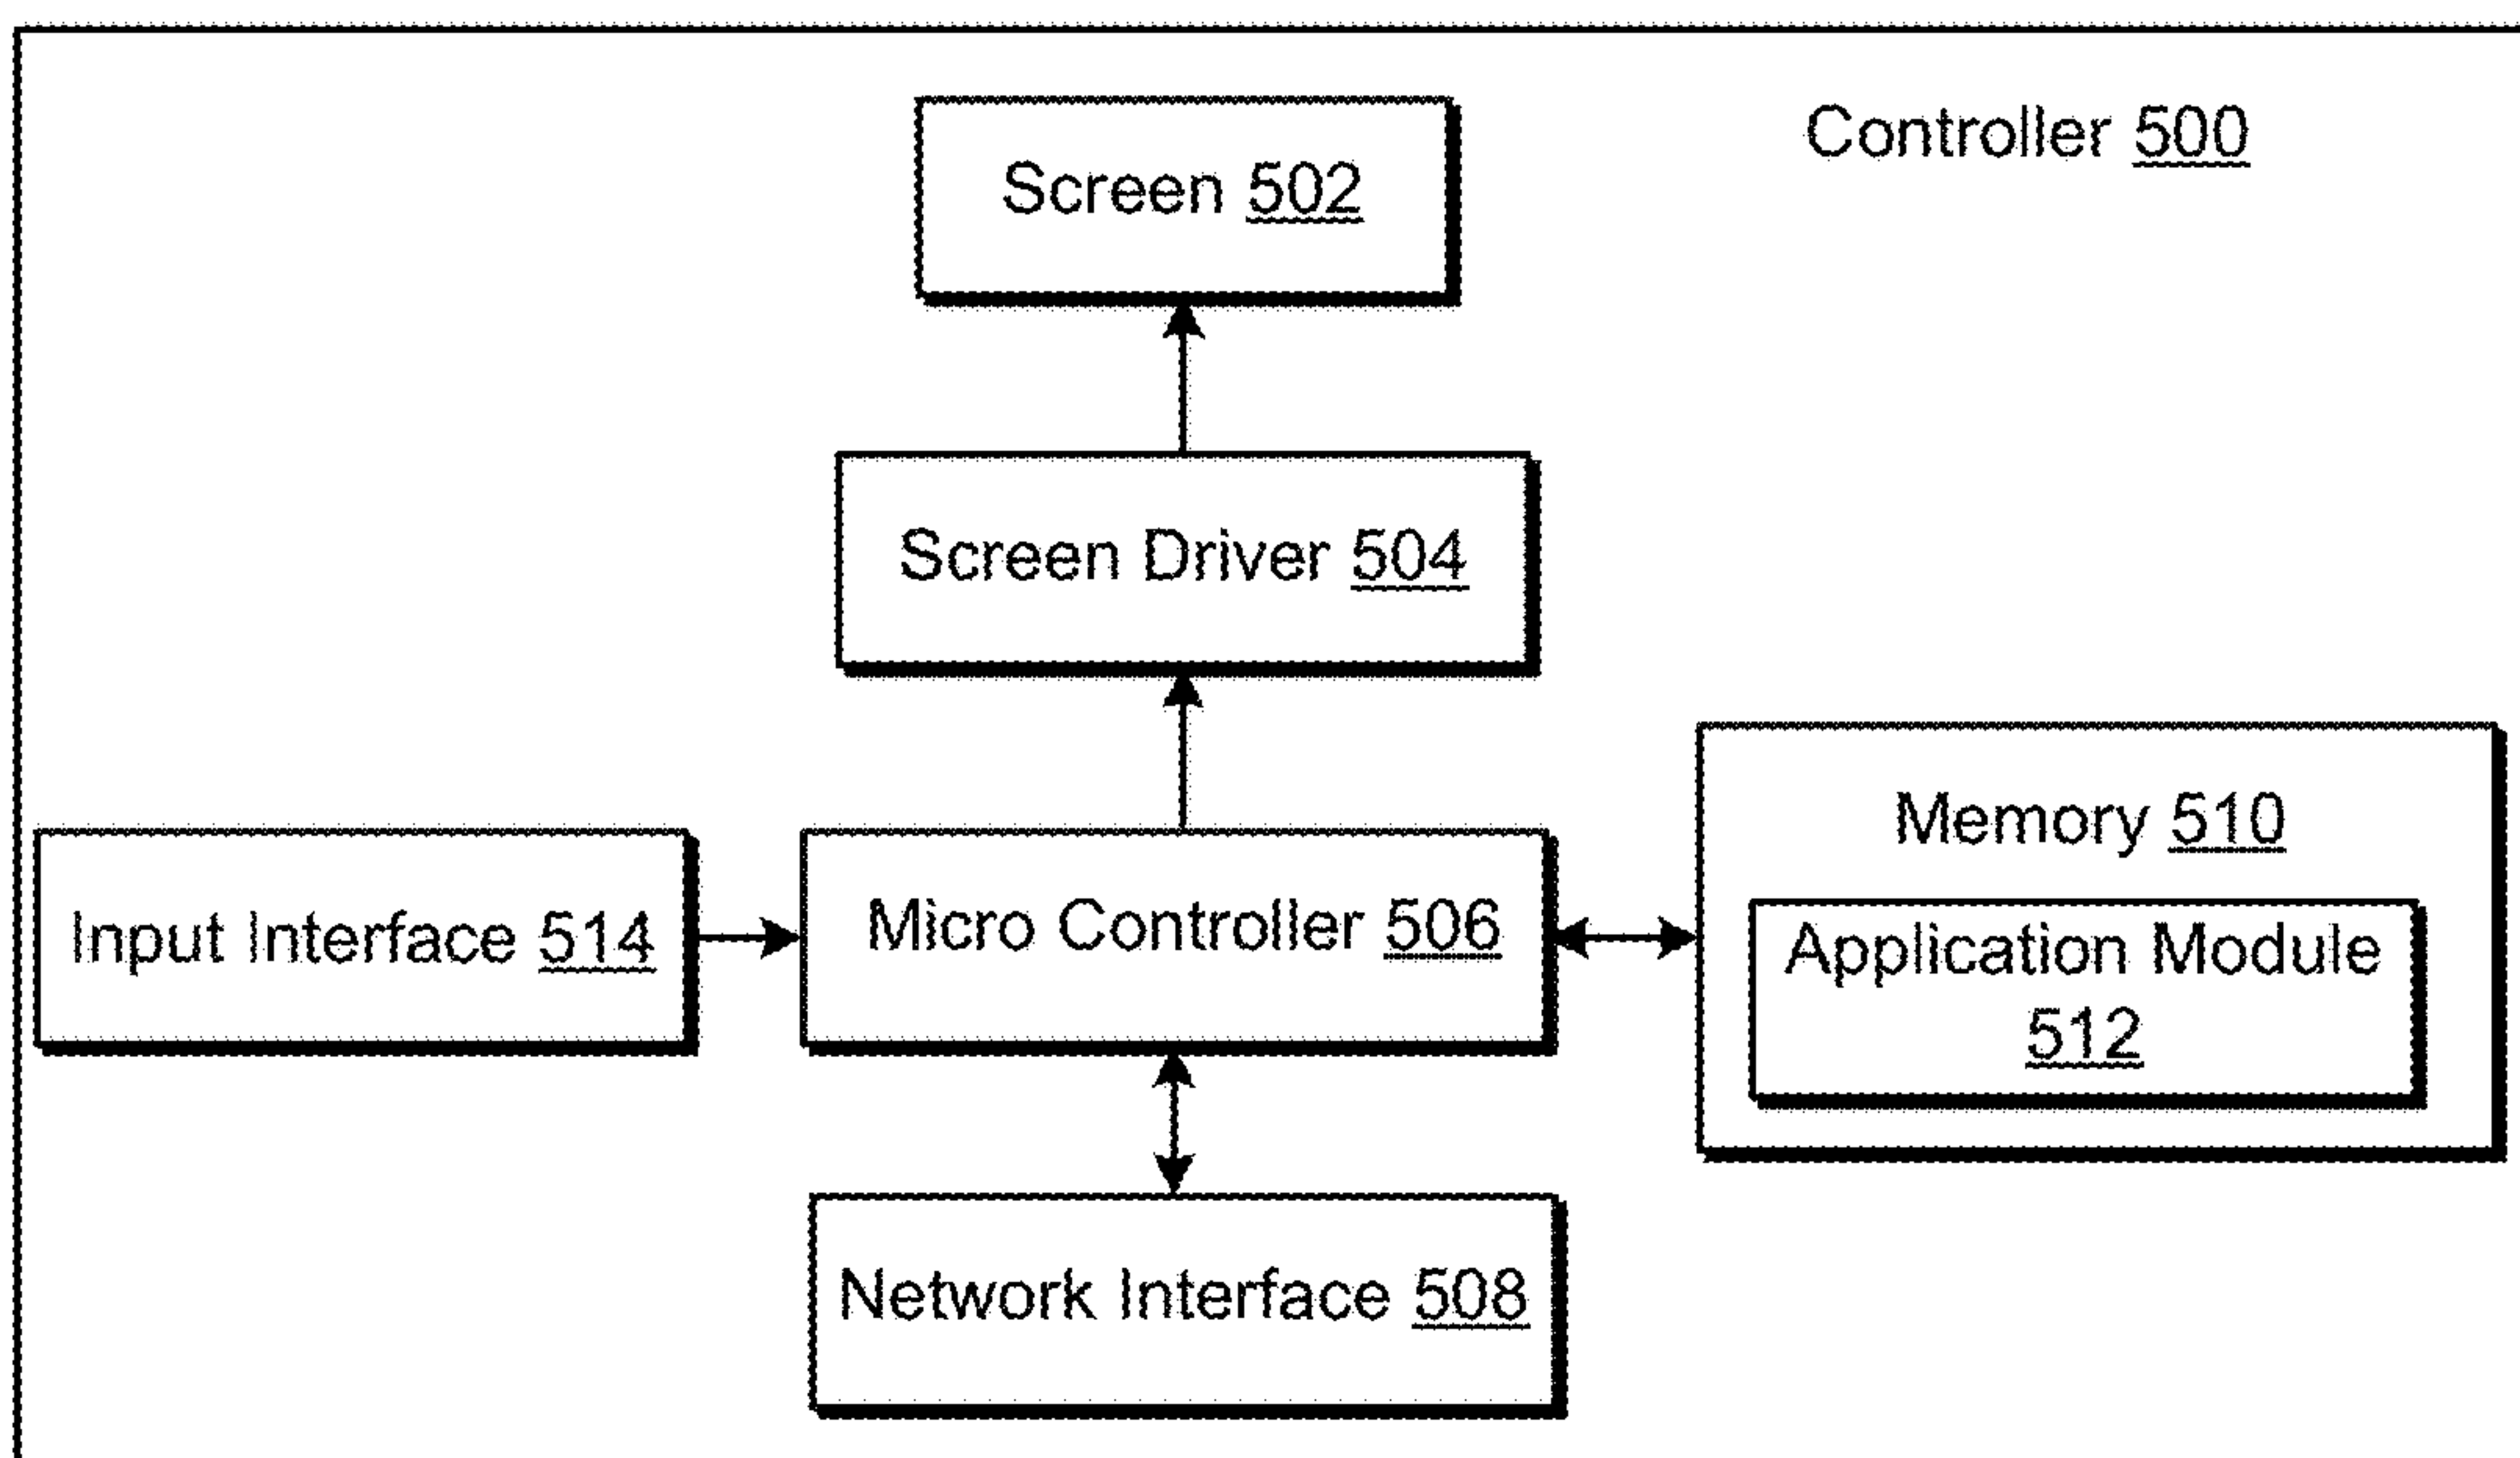 Controller 500
Screen 502
Screen Driver 504
Memory 510
Input Interface 514
Micro Controller 506
Application Module
512
Network Interface 508